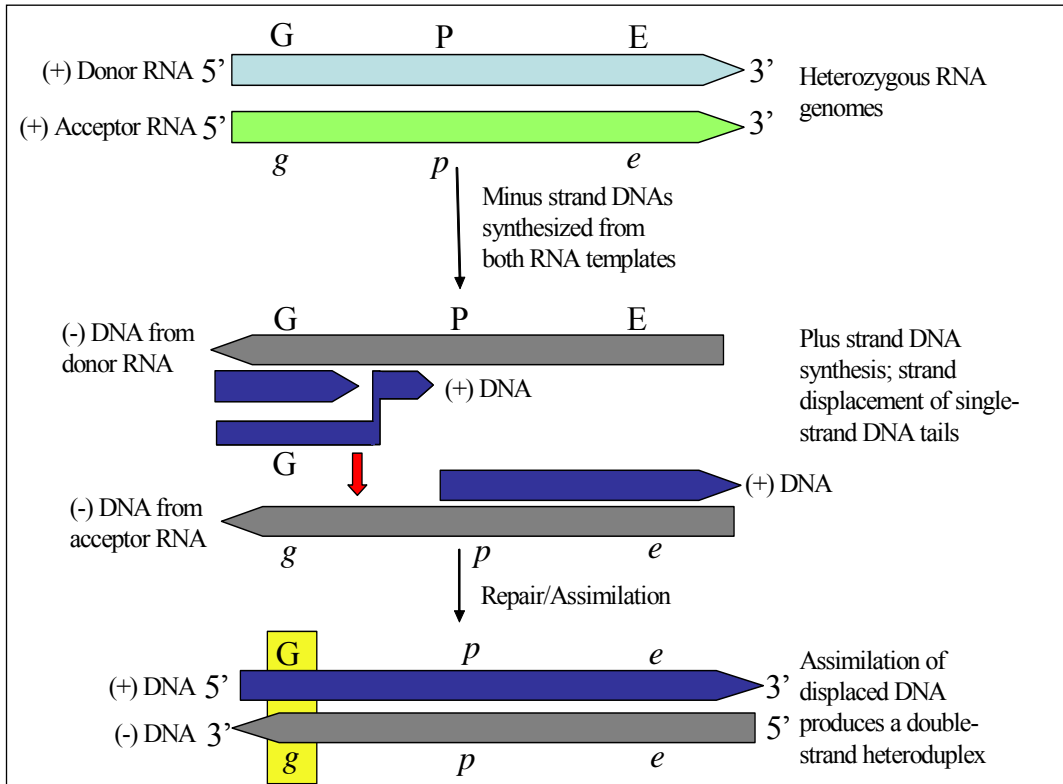 G P E
(+) Donor RNA 5’ 3’
Heterozygous RNA
genomes
(+) Acceptor RNA 5’ 3’
g p e
Minus strand DNAs
synthesized from
both RNA templates
G P E
(-) DNA from
donor RNA
(+) DNA
Plus strand DNA
synthesis; strand
displacement of single-
strand DNA tails
G
(+) DNA
(-) DNA from
acceptor RNA
g p e
Repair/Assimilation
G p e
(+) DNA 5’ 3’
(-) DNA 3’ 5’
Assimilation of
displaced DNA
produces a double-
strand heteroduplex
g p e